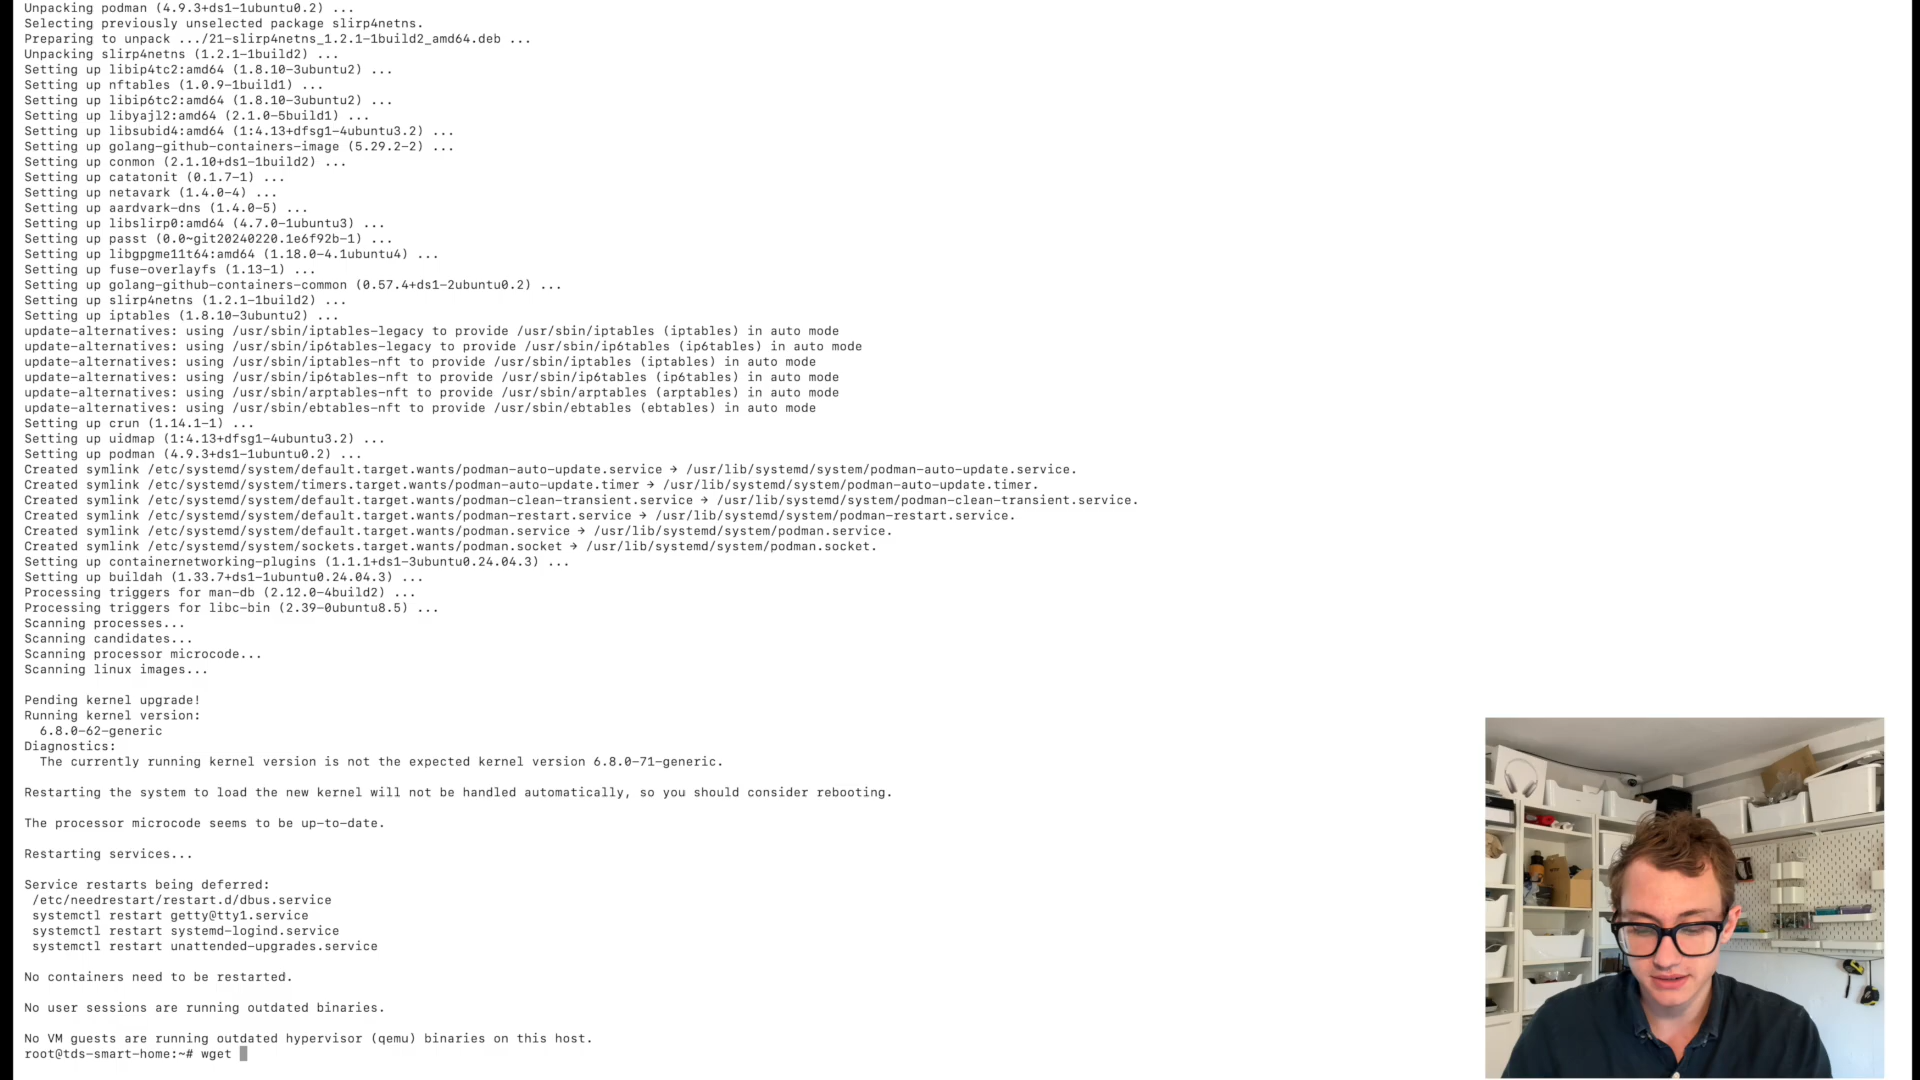 Unpacking podman (4.9.3+ds1-1ubuntu0.2) ...
Selecting previously unselected package slirp4netns.
Preparing to unpack .../21-slirp4netns_1.2.1-1build2_amd64.deb ...
Unpacking slirp4netns (1.2.1-1build2) ...
Setting up libip4tc2:amd64 (1.8.10-3ubuntu2) ...
Setting up nftables (1.0.9-1build1) ...
Setting up libip6tc2:amd64 (1.8.10-3ubuntu2) ...
Setting up libyajl2:amd64 (2.1.0-5build1) ...
Setting up libsubid4:amd64 (1:4.13+dfsg1-4ubuntu3.2) ...
Setting up golang-github-containers-image (5.29.2-2) ...
Setting up conmon (2.1.10+ds1-1build2) ...
Setting up catatonit (0.1.7-1) ...
Setting up netavark (1.4.0-4) ...
Setting up aardvark-dns (1.4.0-5) ...
Setting up libslirp0:amd64 (4.7.0-1ubuntu3) ...
Setting up passt (0.0~git20240220.1e6f92b-1) ...
Setting up libgpgme11t64:amd64 (1.18.0-4.1ubuntu4) ...
Setting up fuse-overlayfs (1.13-1) ...
Setting up golang-github-containers-common (0.57.4+ds1-2ubuntu0.2) ...
Setting up slirp4netns (1.2.1-1build2) ...
Setting up iptables (1.8.10-3ubuntu2) ...
update-alternatives: using /usr/sbin/iptables-legacy to provide /usr/sbin/iptables (iptables) in auto mode
update-alternatives: using /usr/sbin/ip6tables-legacy to provide /usr/sbin/ip6tables (ip6tables) in auto mode
update-alternatives: using /usr/sbin/iptables-nft to provide /usr/sbin/iptables (iptables) in auto mode
update-alternatives: using /usr/sbin/ip6tables-nft to provide /usr/sbin/ip6tables (ip6tables) in auto mode
update-alternatives: using /usr/sbin/arptables-nft to provide /usr/sbin/arptables (arptables) in auto mode
update-alternatives: using /usr/sbin/ebtables-nft to provide /usr/sbin/ebtables (ebtables) in auto mode
Setting up crun (1.14.1-1) ...
Setting up uidmap (1:4.13+dfsg1-4ubuntu3.2) ...
Setting up podman (4.9.3+ds1-1ubuntu0.2) ...
Created symlink /etc/systemd/system/default.target.wants/podman-auto-update.service → /usr/lib/systemd/system/podman-auto-update.service.
Created symlink /etc/systemd/system/timers.target.wants/podman-auto-update.timer → /usr/lib/systemd/system/podman-auto-update.timer.
Created symlink /etc/systemd/system/default.target.wants/podman-clean-transient.service → /usr/lib/systemd/system/podman-clean-transient.service.
Created symlink /etc/systemd/system/default.target.wants/podman-restart.service → /usr/lib/systemd/system/podman-restart.service.
Created symlink /etc/systemd/system/default.target.wants/podman.service → /usr/lib/systemd/system/podman.service.
Created symlink /etc/systemd/system/sockets.target.wants/podman.socket → /usr/lib/systemd/system/podman.socket.
Setting up containernetworking-plugins (1.1.1+ds1-3ubuntu0.24.04.3) ...
Setting up buildah (1.33.7+ds1-1ubuntu0.24.04.3) ...
Processing triggers for man-db (2.12.0-4build2) ...
Processing triggers for libc-bin (2.39-0ubuntu8.5) ...
Scanning processes...
Scanning candidates...
Scanning processor microcode...
Scanning linux images...
Pending kernel upgrade!
Running kernel version:
6.8.0-62-generic
Diagnostics:
The currently running kernel version is not the expected kernel version 6.8.0-71-generic.
Restarting the system to load the new kernel will not be handled automatically, so you should consider rebooting.
The processor microcode seems to be up-to-date.
Restarting services...
Service restarts being deferred:
/etc/needrestart/restart.d/dbus.service
systemctl restart getty@tty1.service
systemctl restart systemd-logind.service
systemctl restart unattended-upgrades.service
No containers need to be restarted.
No user sessions are running outdated binaries.
No VM guests are running outdated hypervisor (qemu) binaries on this host.
root@tds-smart-home:~# wget